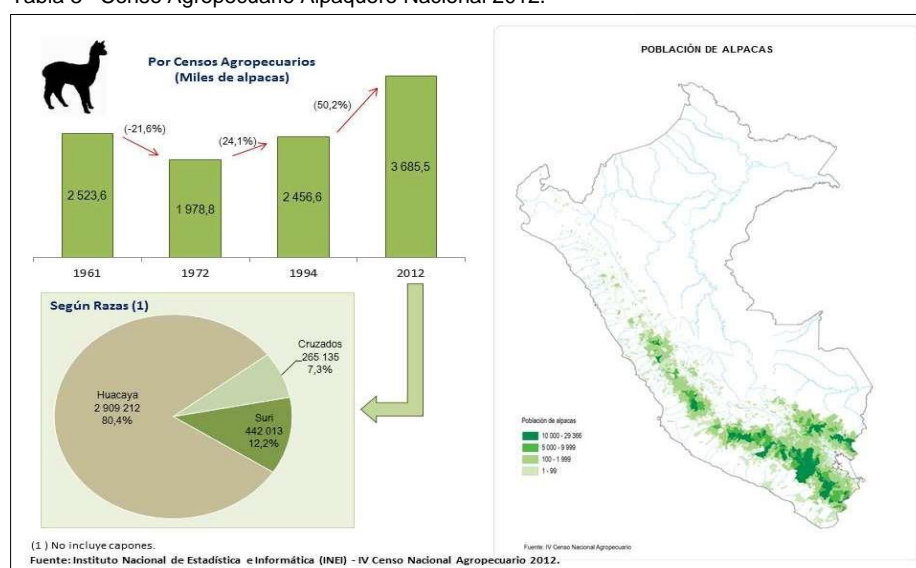 Tabla 3 - Censo Agropecuario Alpaquero Nacional 2012.
Por Censos Agropecuarios
(Miles de alpacas)
(-21,6%)
(24,1%)
(50,2%)
2 523,6
1 978,8
2 456,6
3 685,5
1961
1972
1994
2012
Según Razas (1)
Cruzados
265 135
7,3%
Huacaya
2 909 212
80,4%
Suri
442 013
12,2%
(1 ) No incluye capones.
Fuente: Instituto Nacional de Estadística e Informática (INEI) - IV Censo Nacional Agropecuario 2012.
POBLACIÓN DE ALPACAS
Población de alpacas
10 000 - 29 366
5 000 - 9 999
100 - 1 999
1 - 99
Fuente: IV Censo Nacional Agropecuario